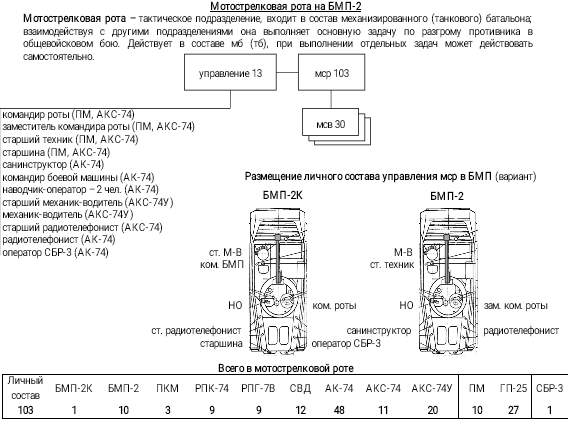 Мотострелковая рота на БМП-2
Мотострелковая рота – тактическое подразделение, входит в состав механизированного (танкового) батальона;
взаимодействуя с другими подразделениями она выполняет основную задачу по разгрому противника в
общевойсковом бою. Действует в составе мб (тб), при выполнении отдельных задач может действовать
самостоятельно.
управление 13
мср 103
мсв 30
командир роты (ПМ, АКС-74)
заместитель командира роты (ПМ, АКС-74)
старший техник (ПМ, АКС-74)
старшина (ПМ, АКС-74)
санинструктор (АК-74)
командир боевой машины (АК-74)
наводчик-оператор – 2 чел. (АК-74)
старший механик-водитель (АКС-74У)
механик-водитель (АКС-74У)
старший радиотелефонист (АКС-74)
радиотелефонист (АК-74)
оператор СБР-3 (АК-74)
Размещение личного состава управления мср в БМП (вариант)
БМП-2К
БМП-2
ст. М-В
ком. БМП
НО
ком. роты
ст. радиотелефонист
старшина
оператор СБР-3
М-В
ст. техник
НО
зам. ком. роты
санинструктор
радиотелефонист
Всего в мотострелковой роте
Личный состав БМП-2К БМП-2 ПКМ РПК-74 РПГ-7В СВД АК-74 АКС-74 АКС-74У ПМ ГП-25 СБР-3
103 1 10 3 9 9 12 48 11 20 10 27 1